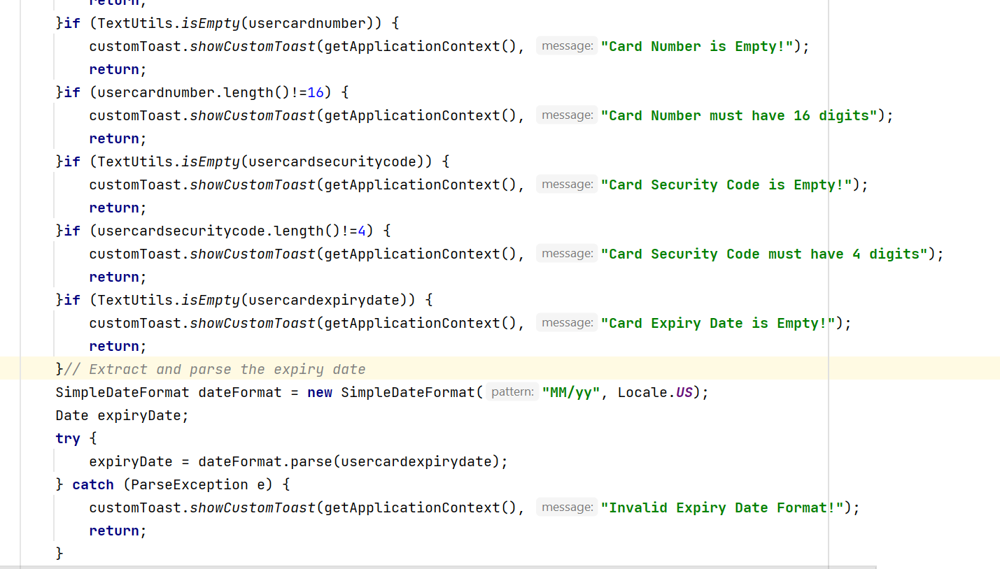 return;
}if (TextUtils.isEmpty(usercardnumber)) {
customToast.showCustomToast(getApplicationContext(), message: "Card Number is Empty!");
return;
}if (usercardnumber.length()!=16) {
customToast.showCustomToast(getApplicationContext(), message: "Card Number must have 16 digits");
return;
}if (TextUtils.isEmpty(usercardsecuritycode)) {
customToast.showCustomToast(getApplicationContext(), message: "Card Security Code is Empty!");
return;
}if (usercardsecuritycode.length()!=4) {
customToast.showCustomToast(getApplicationContext(), message: "Card Security Code must have 4 digits");
return;
}if (TextUtils.isEmpty(usercardexpirydate)) {
customToast.showCustomToast(getApplicationContext(), message: "Card Expiry Date is Empty!");
return;
}// Extract and parse the expiry date
SimpleDateFormat dateFormat = new SimpleDateFormat( pattern: "MM/yy", Locale.US);
Date expiryDate;
try {
expiryDate = dateFormat.parse(usercardexpirydate);
} catch (ParseException e) {
customToast.showCustomToast(getApplicationContext(), message: "Invalid Expiry Date Format!");
return;
}